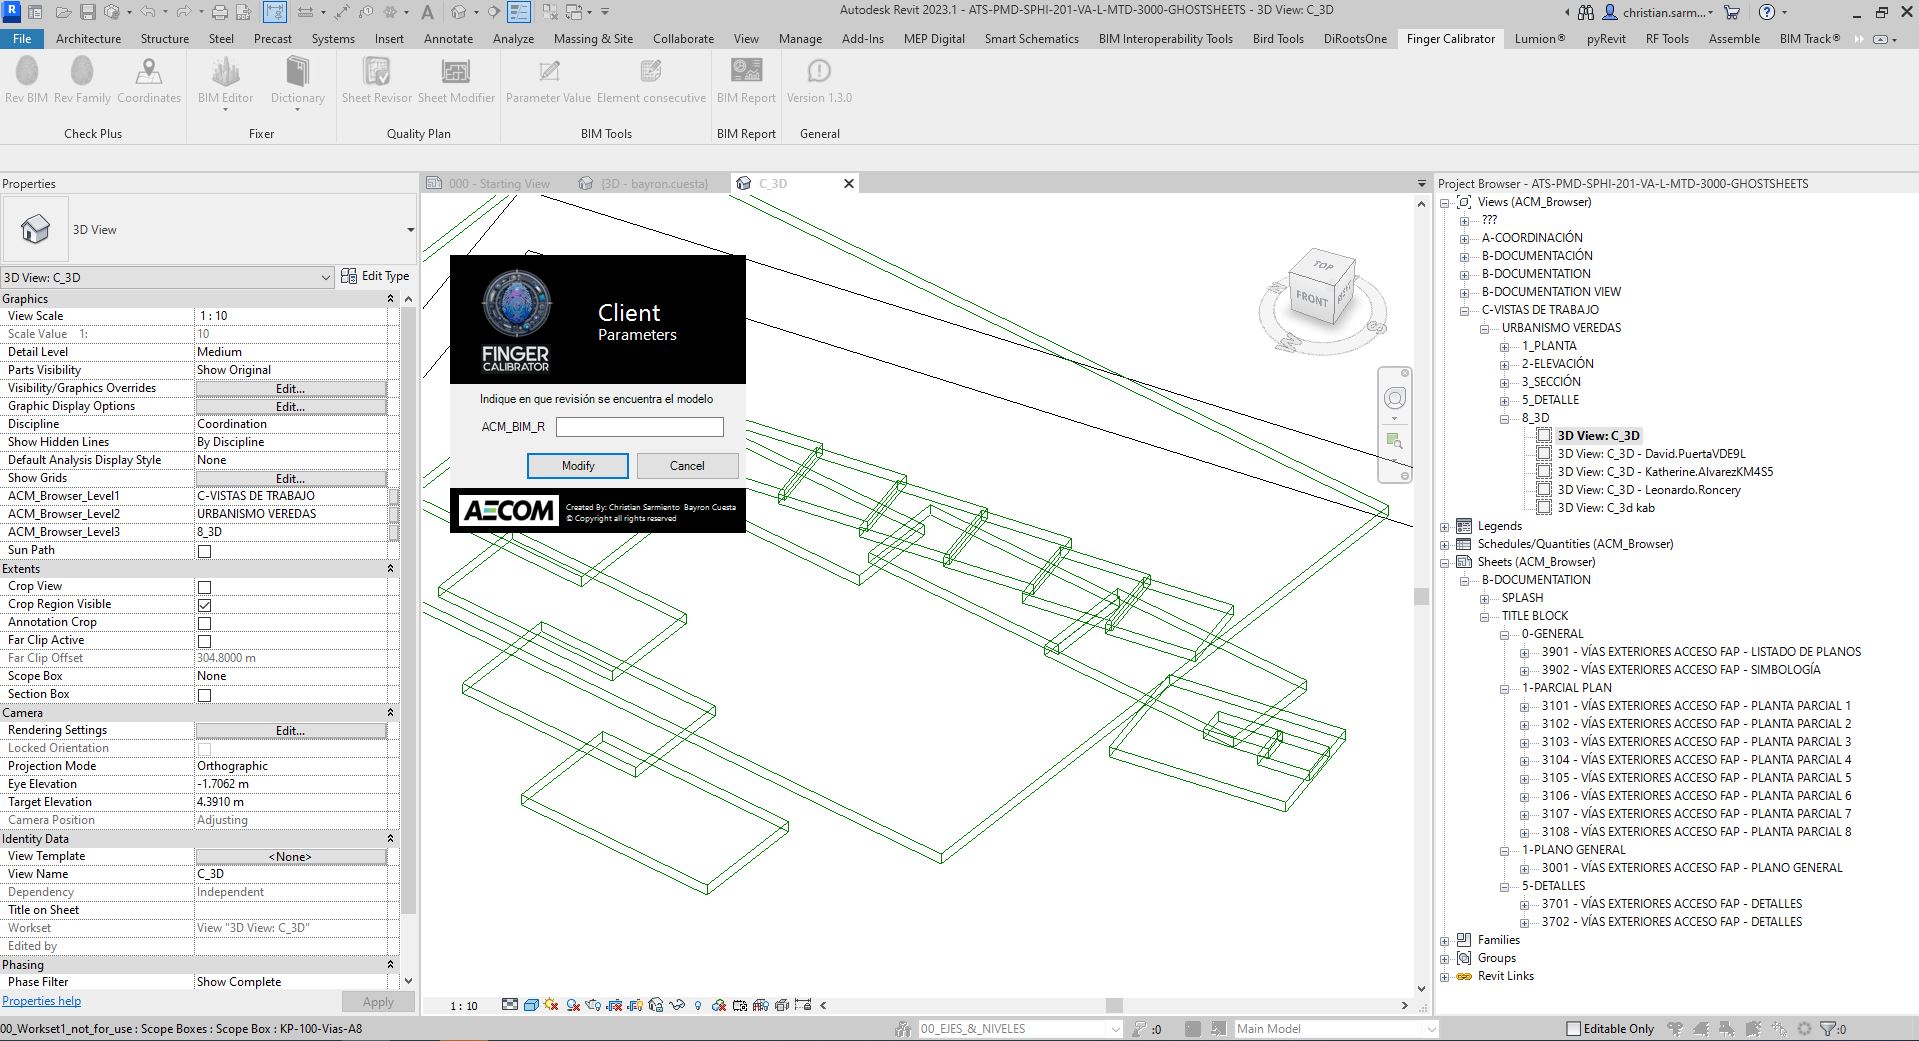 Autodesk Revit 2023.1 - ATS-PMD-SPHI-201-VA-L-MTD-3000-GHOSTSHEETS - 3D View: C_3D
christian.sarm...
File Architecture Structure Steel Precast Systems Insert Annotate Analyze Massing & Site Collaborate View Manage Add-Ins MEP Digital Smart Schematics BIM Interoperability Tools Bird Tools DiRootsOne Finger Calibrator Lumion® pyRevit RF Tools Assemble BIM Track®
Rev BIM Rev Family Coordinates BIM Editor Dictionary Sheet Revisor Sheet Modifier Parameter Value Element consecutive BIM Report Version 1.3.0
Check Plus Fixer Quality Plan BIM Tools BIM Report General
Properties
3D View
3D View: C_3D Edit Type
Graphics
View Scale 1 : 10
Scale Value 1: 10
Detail Level Medium
Parts Visibility Show Original
Visibility/Graphics Overrides Edit...
Graphic Display Options Edit...
Discipline Coordination
Show Hidden Lines By Discipline
Default Analysis Display Style None
Show Grids Edit...
ACM_Browser_Level1 C-VISTAS DE TRABAJO
ACM_Browser_Level2 URBANISMO VEREDAS
ACM_Browser_Level3 8_3D
Sun Path
Extents
Crop View
Crop Region Visible
Annotation Crop
Far Clip Active
Far Clip Offset 304.8000 m
Scope Box None
Section Box
Camera
Rendering Settings Edit...
Locked Orientation
Projection Mode Orthographic
Eye Elevation -1.7062 m
Target Elevation 4.3910 m
Camera Position Adjusting
Identity Data
View Template <None>
View Name C_3D
Dependency Independent
Title on Sheet
Workset View "3D View: C_3D"
Edited by
Phasing
Phase Filter Show Complete
Properties help Apply
000 - Starting View {3D - bayron.cuesta} C_3D
FINGER
CALIBRATOR
Client
Parameters
Indique en que revisión se encuentra el modelo
ACM_BIM_R
Modify Cancel
AECOM
Created By: Christian Sarmiento Bayron Cuesta
© Copyright all rights reserved
TOP
FRONT
1 : 10
Project Browser - ATS-PMD-SPHI-201-VA-L-MTD-3000-GHOSTSHEETS
Views (ACM_Browser)
???
A-COORDINACIÓN
B-DOCUMENTACIÓN
B-DOCUMENTATION
B-DOCUMENTATION VIEW
C-VISTAS DE TRABAJO
URBANISMO VEREDAS
1_PLANTA
2-ELEVACIÓN
3_SECCIÓN
5_DETALLE
8_3D
3D View: C_3D
3D View: C_3D - David.PuertaVDE9L
3D View: C_3D - Katherine.AlvarezKM4S5
3D View: C_3D - Leonardo.Roncery
3D View: C_3d kab
Legends
Schedules/Quantities (ACM_Browser)
Sheets (ACM_Browser)
B-DOCUMENTATION
SPLASH
TITLE BLOCK
0-GENERAL
3901 - VÍAS EXTERIORES ACCESO FAP - LISTADO DE PLANOS
3902 - VÍAS EXTERIORES ACCESO FAP - SIMBOLOGÍA
1-PARCIAL PLAN
3101 - VÍAS EXTERIORES ACCESO FAP - PLANTA PARCIAL 1
3102 - VÍAS EXTERIORES ACCESO FAP - PLANTA PARCIAL 2
3103 - VÍAS EXTERIORES ACCESO FAP - PLANTA PARCIAL 3
3104 - VÍAS EXTERIORES ACCESO FAP - PLANTA PARCIAL 4
3105 - VÍAS EXTERIORES ACCESO FAP - PLANTA PARCIAL 5
3106 - VÍAS EXTERIORES ACCESO FAP - PLANTA PARCIAL 6
3107 - VÍAS EXTERIORES ACCESO FAP - PLANTA PARCIAL 7
3108 - VÍAS EXTERIORES ACCESO FAP - PLANTA PARCIAL 8
1-PLANO GENERAL
3001 - VÍAS EXTERIORES ACCESO FAP - PLANO GENERAL
5-DETALLES
3701 - VÍAS EXTERIORES ACCESO FAP - DETALLES
3702 - VÍAS EXTERIORES ACCESO FAP - DETALLES
Families
Groups
Revit Links
00_Workset1_not_for_use : Scope Boxes : Scope Box : KP-100-Vias-A8 00_EJES_&_NIVELES :0 Main Model Editable Only :0